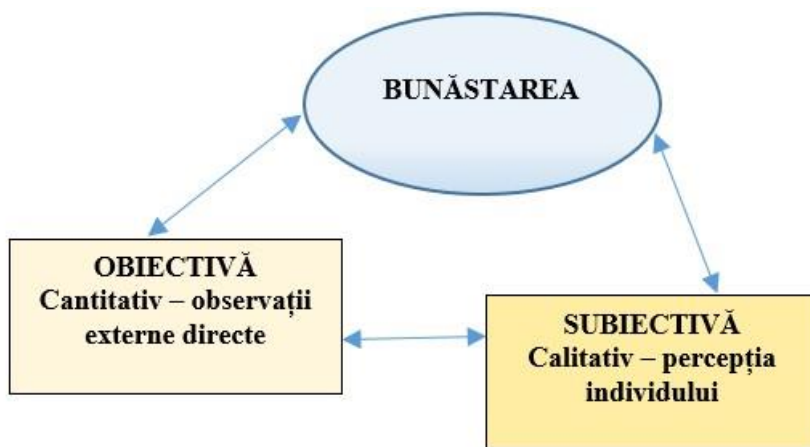 BUNĂSTAREA
OBIECTIVĂ
Cantitativ – observații
externe directe
SUBIECTIVĂ
Calitativ – percepția
individului